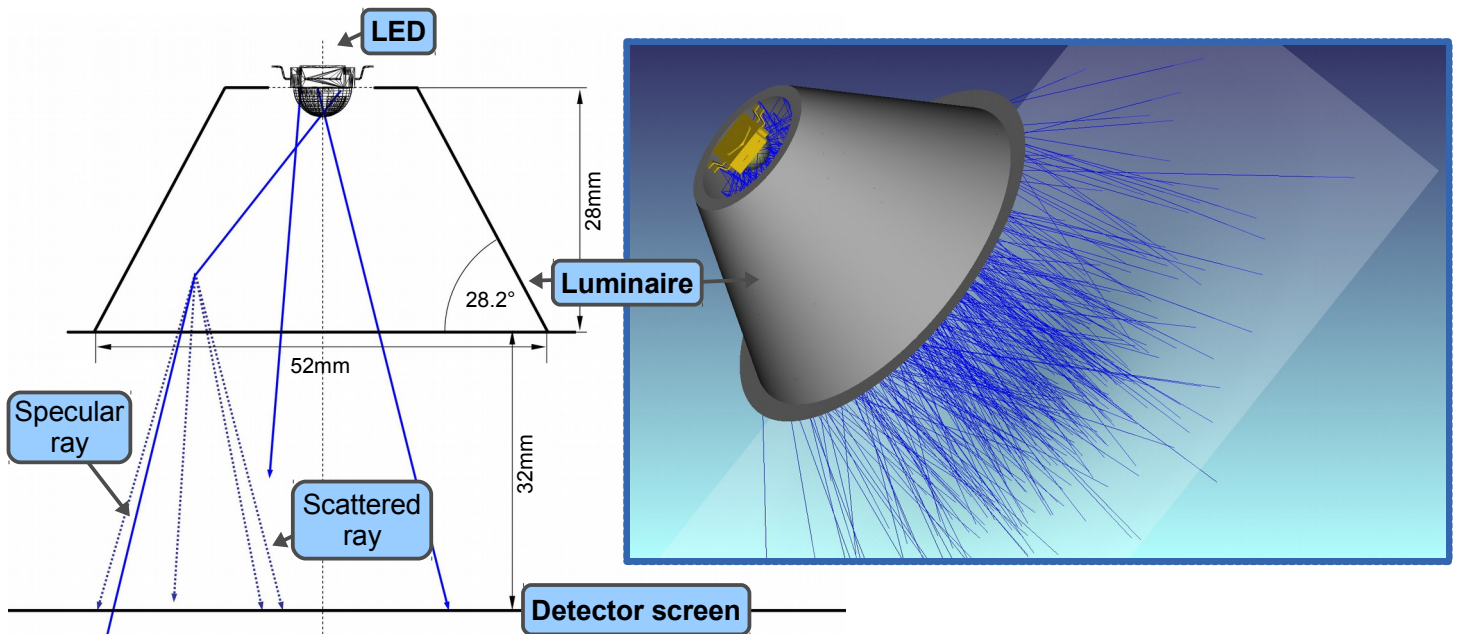 LED
28mm
28.2°
Luminaire
52mm
Specular
ray
32mm
Scattered
ray
Detector screen